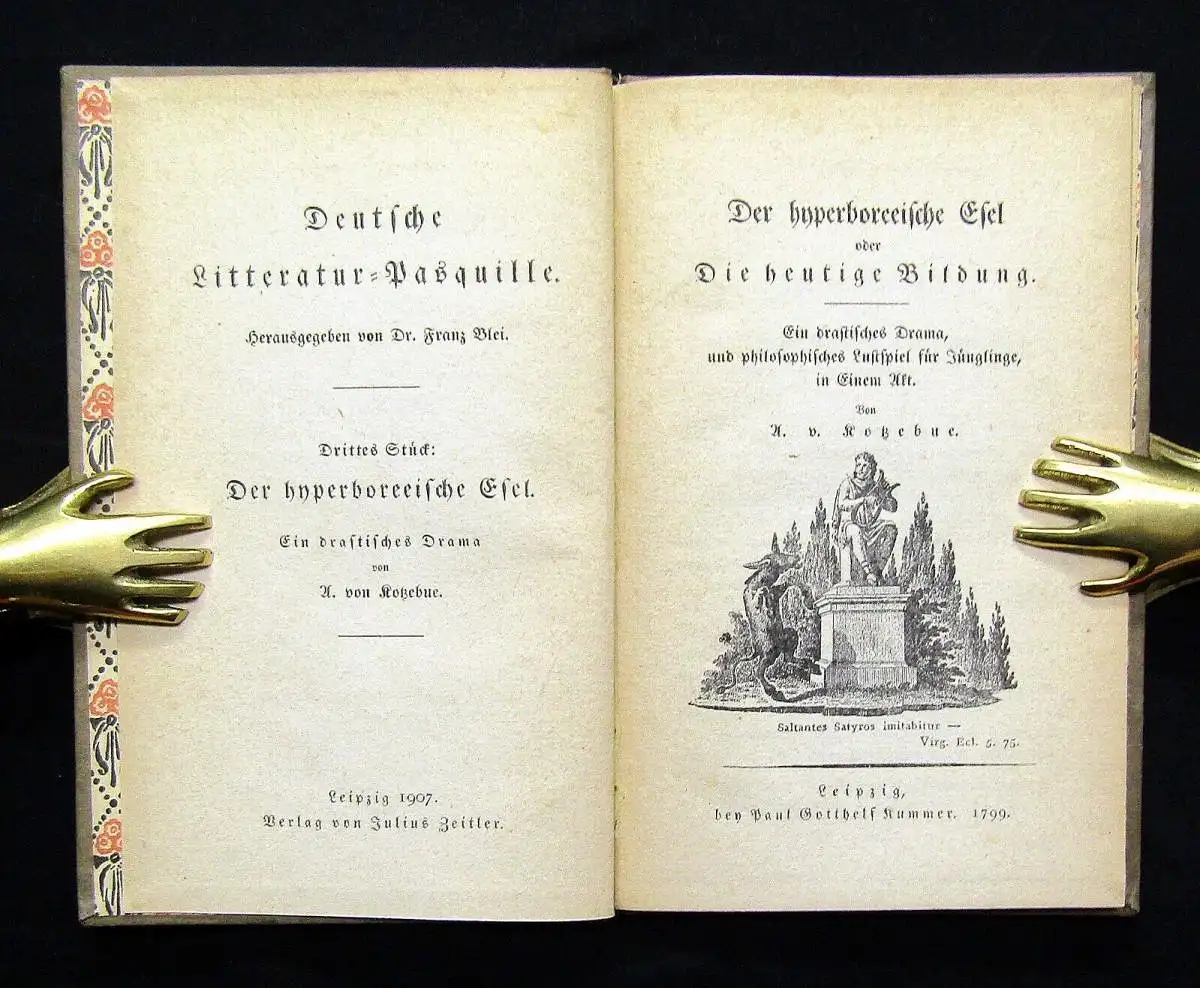 Deutsche
Litteratur=Pasquille.
Herausgegeben von Dr. Franz Blei.
Drittes Stück:
Der hyperboreeische Esel.
Ein drastisches Drama
von
A. von Kotzebue.
Leipzig 1907.
Verlag von Julius Zeitler.
Der hyperboreeische Esel
oder
Die heutige Bildung.
Ein drastisches Drama,
und philosophisches Lustspiel für Jünglinge,
in Einem Akt.
Von
A. v. Kotzebue.
Saltantes Satyros imitabitur —
Virg. Ecl. 5. 75.
Leipzig,
bey Paul Gotthelf Kummer. 1799.